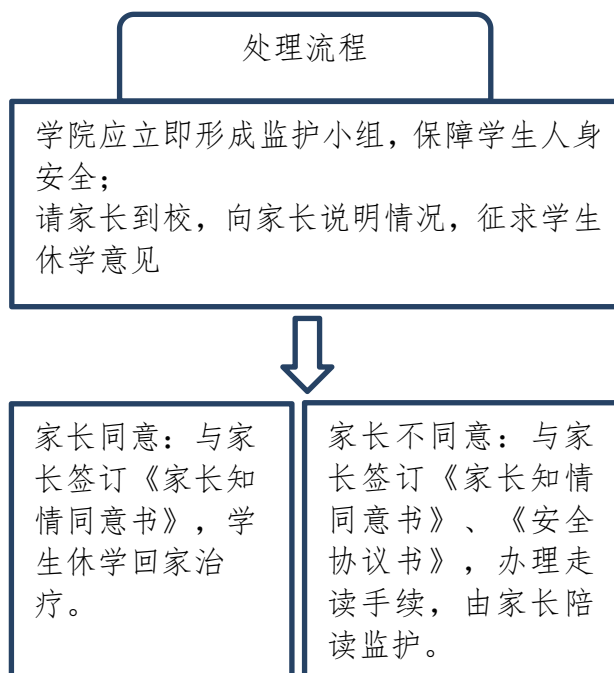 处理流程
学院应立即形成监护小组，保障学生人身
安全；
请家长到校，向家长说明情况，征求学生
休学意见
家长同意：与家
长签订《家长知
情同意书》，学
生休学回家治
疗。
家长不同意：与家
长签订《家长知情
同意书》、《安全
协议书》，办理走
读手续，由家长陪
读监护。